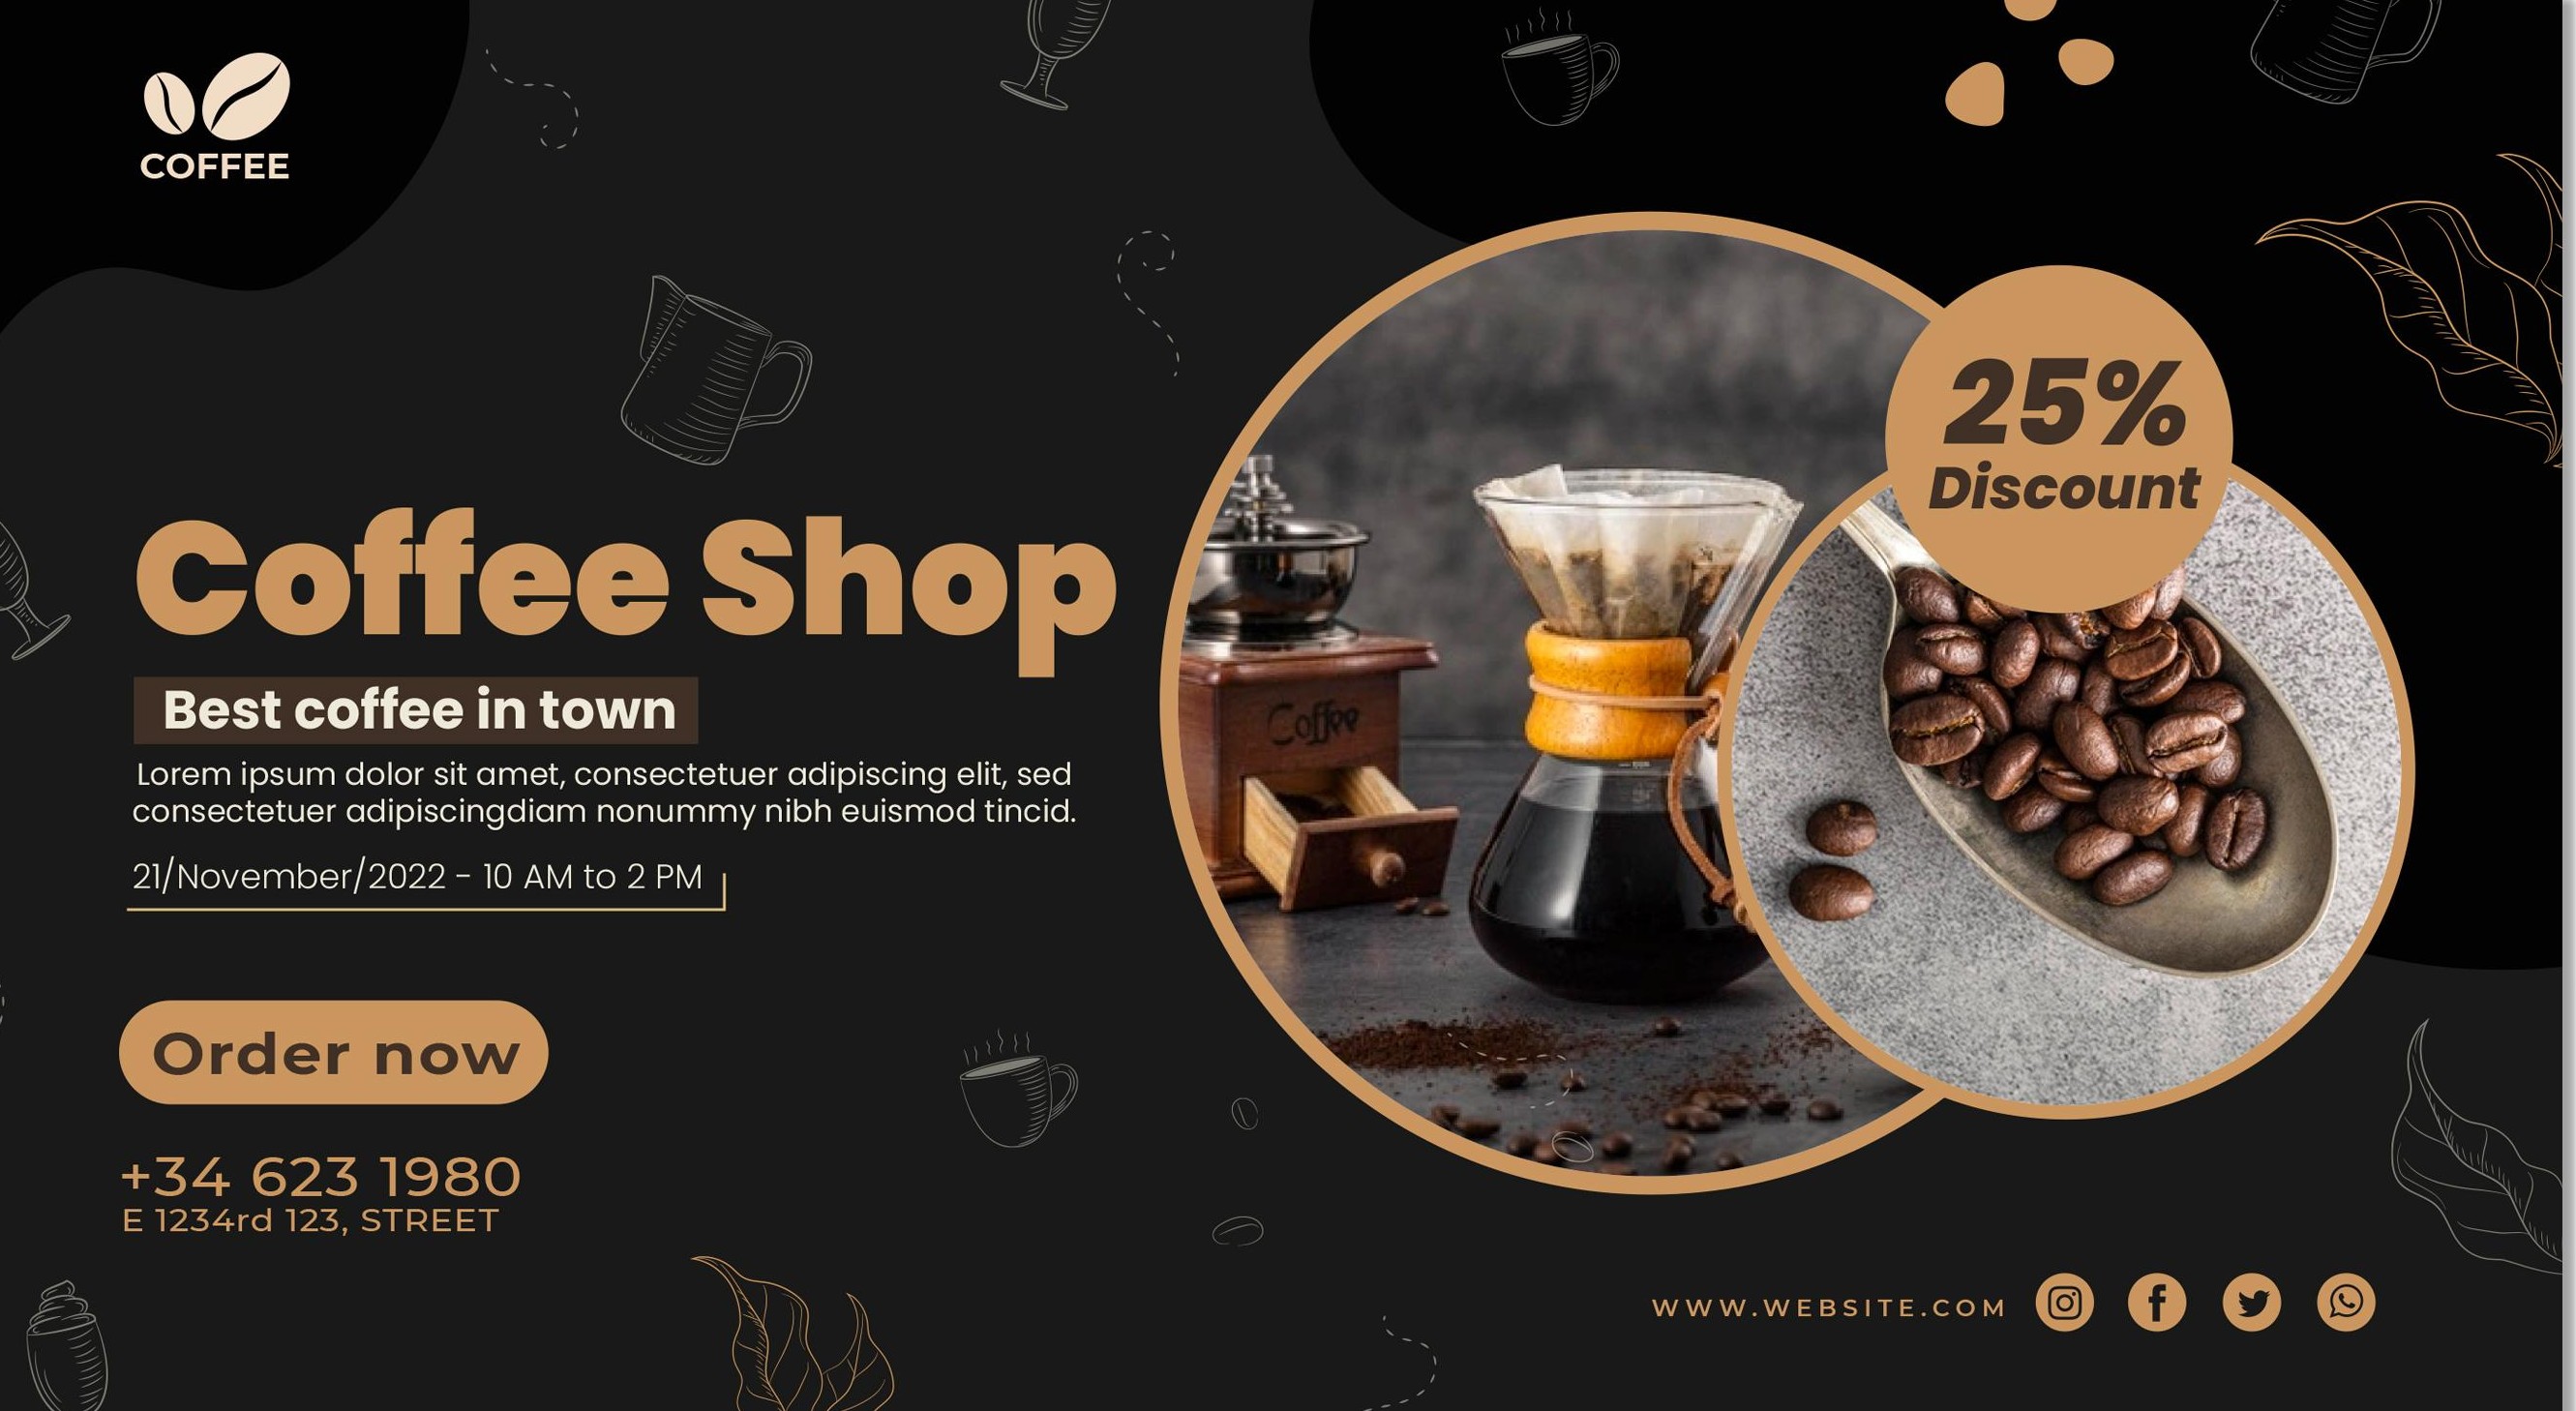 COFFEE
Coffee Shop
Best coffee in town
Lorem ipsum dolor sit amet, consectetuer adipiscing elit, sed
consectetuer adipiscingdiam nonummy nibh euismod tincid.
21/November/2022 - 10 AM to 2 PM
Order now
+34 623 1980
E 1234rd 123, STREET
25%
Discount
Coffee
WWW.WEBSITE.COM